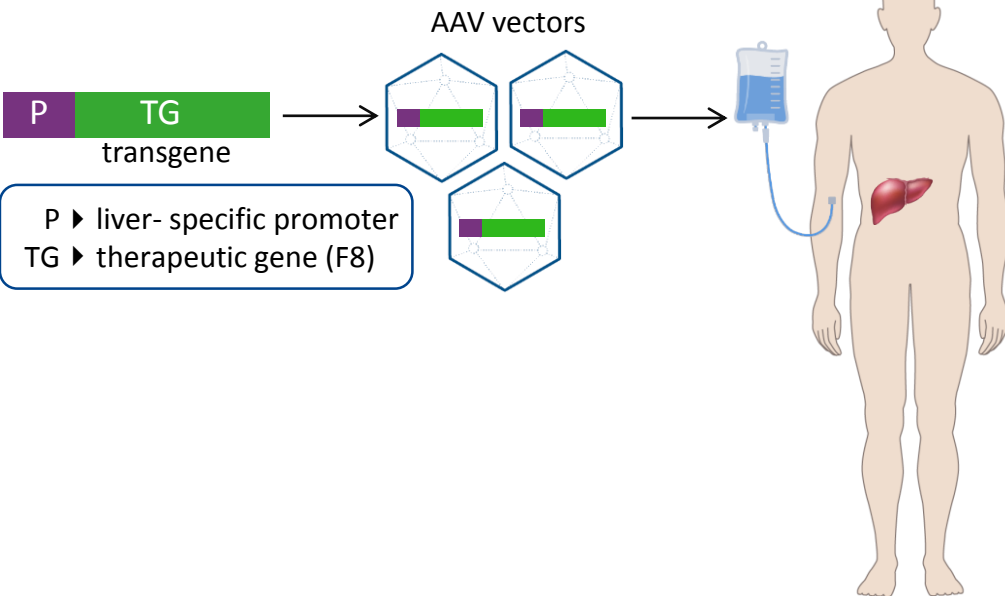 AAV vectors
P TG
transgene
P ▶ liver- specific promoter
TG ▶ therapeutic gene (F8)